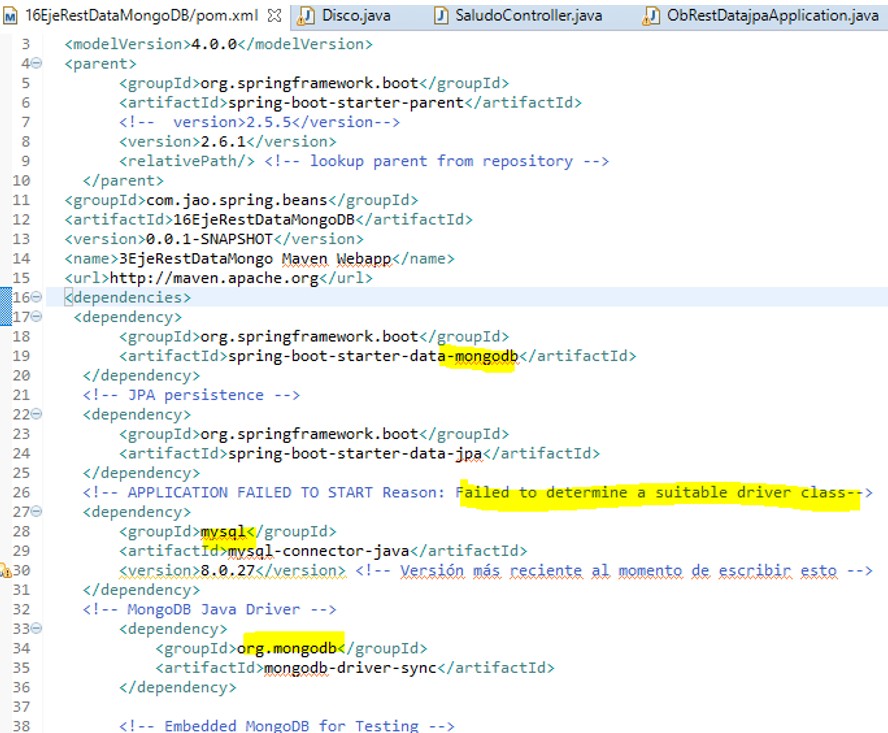 16EjeRestDataMongoDB/pom.xml Disco.java SaludoController.java ObRestDatajpaApplication.java
3 <modelVersion>4.0.0</modelVersion>
4 <parent>
5 <groupId>org.springframework.boot</groupId>
6 <artifactId>spring-boot-starter-parent</artifactId>
7 <!-- version>2.5.5</version-->
8 <version>2.6.1</version>
9 <relativePath/> <!-- lookup parent from repository -->
10 </parent>
11 <groupId>com.jao.spring.beans</groupId>
12 <artifactId>16EjeRestDataMongoDB</artifactId>
13 <version>0.0.1-SNAPSHOT</version>
14 <name>3EjeRestDataMongo Maven Webapp</name>
15 <url>http://maven.apache.org</url>
16 <dependencies>
17 <dependency>
18 <groupId>org.springframework.boot</groupId>
19 <artifactId>spring-boot-starter-data-mongodb</artifactId>
20 </dependency>
21 <!-- JPA persistence -->
22 <dependency>
23 <groupId>org.springframework.boot</groupId>
24 <artifactId>spring-boot-starter-data-jpa</artifactId>
25 </dependency>
26 <!-- APPLICATION FAILED TO START Reason: Failed to determine a suitable driver class-->
27 <dependency>
28 <groupId>mysql</groupId>
29 <artifactId>mysql-connector-java</artifactId>
30 <version>8.0.27</version> <!-- Versión más reciente al momento de escribir esto -->
31 </dependency>
32 <!-- MongoDB Java Driver -->
33 <dependency>
34 <groupId>org.mongodb</groupId>
35 <artifactId>mongodb-driver-sync</artifactId>
36 </dependency>
37
38 <!-- Embedded MongoDB for Testing -->